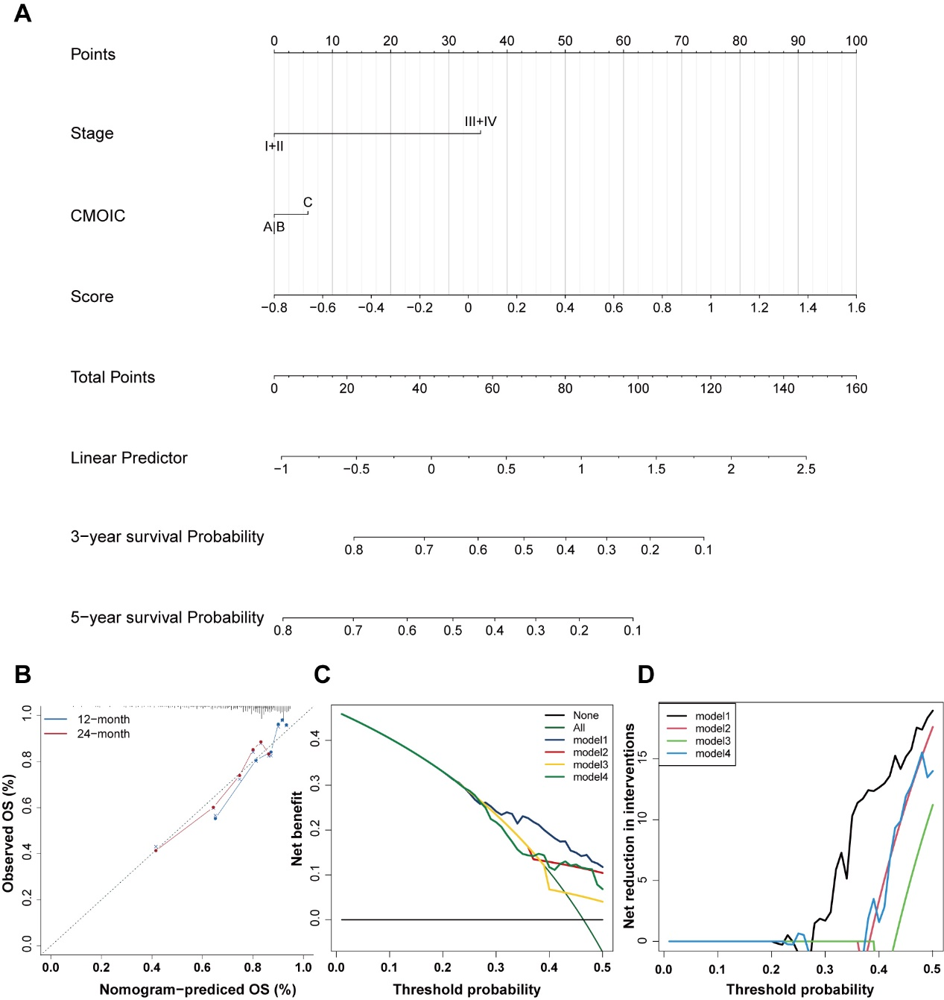 A
Points
0 10 20 30 40 50 60 70 80 90 100
Stage
III+IV
I+II
CMOIC
C
A B
Score
−0.8 −0.6 −0.4 −0.2 0 0.2 0.4 0.6 0.8 1 1.2 1.4 1.6
Total Points
0 20 40 60 80 100 120 140 160
Linear Predictor
−1 −0.5 0 0.5 1 1.5 2 2.5
3−year survival Probability
0.8 0.7 0.6 0.5 0.4 0.3 0.2 0.1
5−year survival Probability
0.8 0.7 0.6 0.5 0.4 0.3 0.2 0.1
B
12−month
24−month
Observed OS (%)
1.0
0.8
0.6
0.4
0.2
0.0
0.0 0.2 0.4 0.6 0.8 1.0
Nomogram−prediced OS (%)
C
None
All
model1
model2
model3
model4
Net benefit
0.4
0.3
0.2
0.1
0.0
0.0 0.1 0.2 0.3 0.4 0.5
Threshold probability
D
model1
model2
model3
model4
Net reduction in interventions
15
10
5
0
0.0 0.1 0.2 0.3 0.4 0.5
Threshold probability